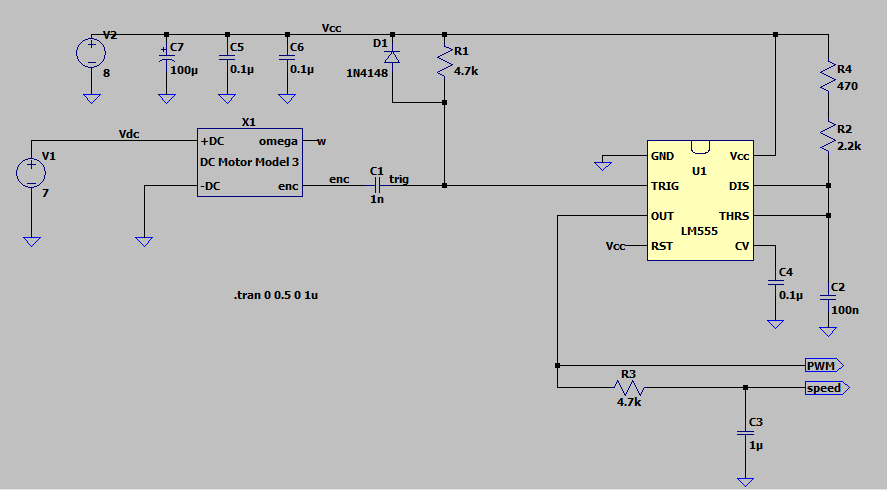 V2
8
C7
100µ
C5
0.1µ
C6
0.1µ
Vcc
D1
1N4148
R1
4.7k
R4
470
R2
2.2k
V1
7
Vdc
X1
+DC
omega
w
DC Motor Model 3
-DC
enc
enc
C1
1n
trig
GND
Vcc
U1
TRIG
DIS
OUT
THRS
LM555
Vcc
RST
CV
C4
0.1µ
C2
100n
.tran 0 0.5 0 1u
PWM
R3
4.7k
speed
C3
1µ